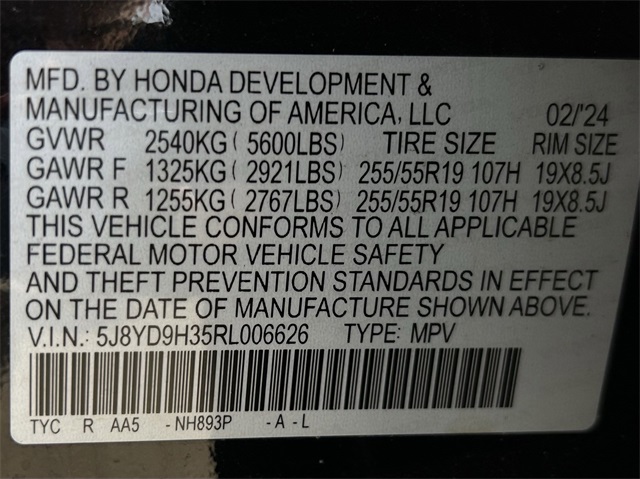 MFD. BY HONDA DEVELOPMENT &
MANUFACTURING OF AMERICA, LLC 02/'24
GVWR 2540KG ( 5600LBS) TIRE SIZE RIM SIZE
GAWR F 1325KG ( 2921LBS) 255/55R19 107H 19X8.5J
GAWR R 1255KG ( 2767LBS) 255/55R19 107H 19X8.5J
THIS VEHICLE CONFORMS TO ALL APPLICABLE
FEDERAL MOTOR VEHICLE SAFETY
AND THEFT PREVENTION STANDARDS IN EFFECT
ON THE DATE OF MANUFACTURE SHOWN ABOVE.
V.I.N.: 5J8YD9H35RL006626 TYPE: MPV
TYC R AA5 -NH893P -A-L